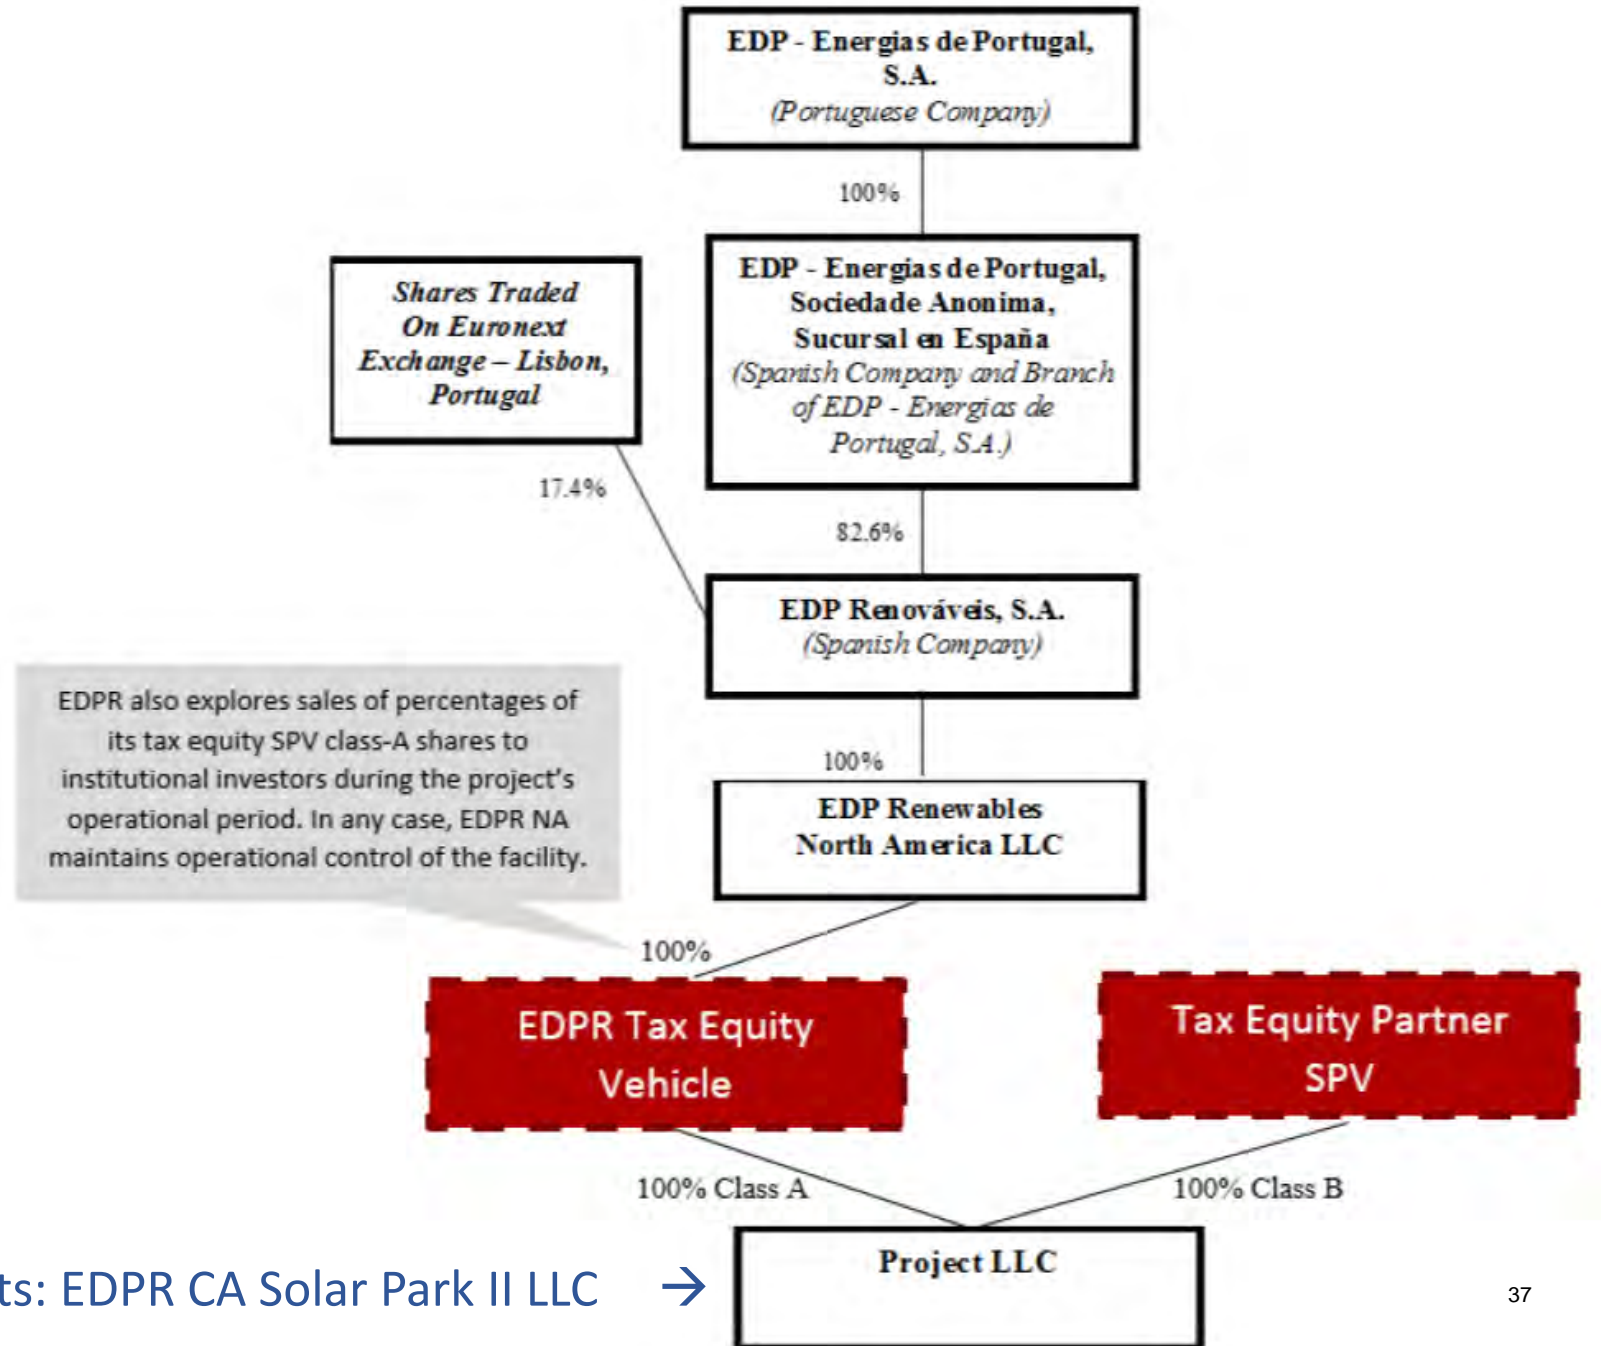 EDP - Energias de Portugal,
S.A.
(Portuguese Company)
100%
EDP - Energias de Portugal,
Sociedade Anonima,
Sucursal en España
(Spanish Company and Branch
of EDP - Energias de
Portugal, S.A.)
Shares Traded
On Euronext
Exchange – Lisbon,
Portugal
17.4%
82.6%
EDP Renováveis, S.A.
(Spanish Company)
100%
EDP Renewables
North America LLC
EDPR also explores sales of percentages of
its tax equity SPV class-A shares to
institutional investors during the project's
operational period. In any case, EDPR NA
maintains operational control of the facility.
100%
EDPR Tax Equity
Vehicle
Tax Equity Partner
SPV
100% Class A
100% Class B
Project LLC
ts: EDPR CA Solar Park II LLC →
37